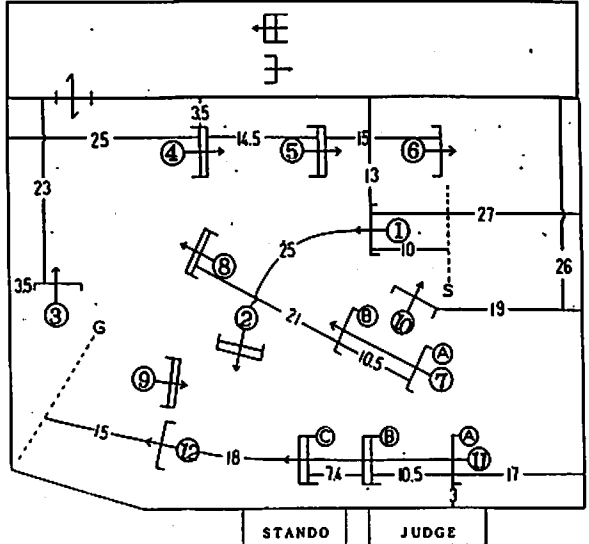 3.5
25 14.5 15
④ ⑤ ⑥
23 13
27
①
25 10
⑧ 26
3.5 S
③ ② 21 Ⓑ ⑩ 19
G
10.5 Ⓐ
⑨ ⑦
15 ⑫ 18 Ⓒ Ⓑ Ⓐ
⑪
7.4 10.5 17
3
STANDO JUDGE